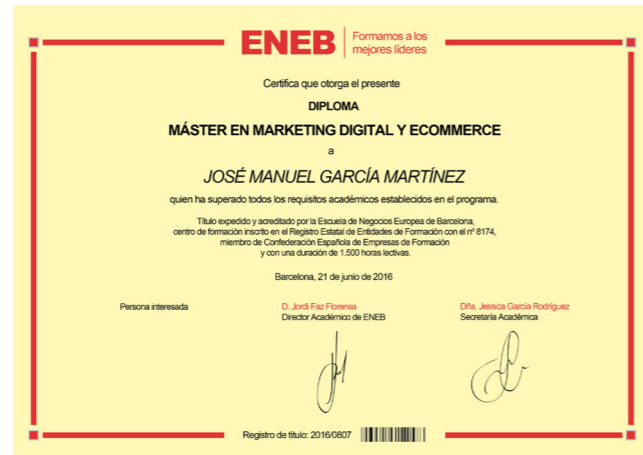 ENEB
Formamos a los
mejores líderes
Certifica que otorga el presente
DIPLOMA
MÁSTER EN MARKETING DIGITAL Y ECOMMERCE
a
JOSÉ MANUEL GARCÍA MARTÍNEZ
quien ha superado todos los requisitos académicos establecidos en el programa.
Título expedido y acreditado por la Escuela de Negocios Europea de Barcelona,
centro de formación inscrito en el Registro Estatal de Entidades de Formación con el nº 8174,
miembro de Confederación Española de Empresas de Formación
y con una duración de 1.500 horas lectivas.
Barcelona, 21 de junio de 2016
Persona interesada
D. Jordi Faz Florensa
Director Académico de ENEB
Dña. Jessica García Rodríguez
Secretaría Académica
Registro de título: 2016/0807